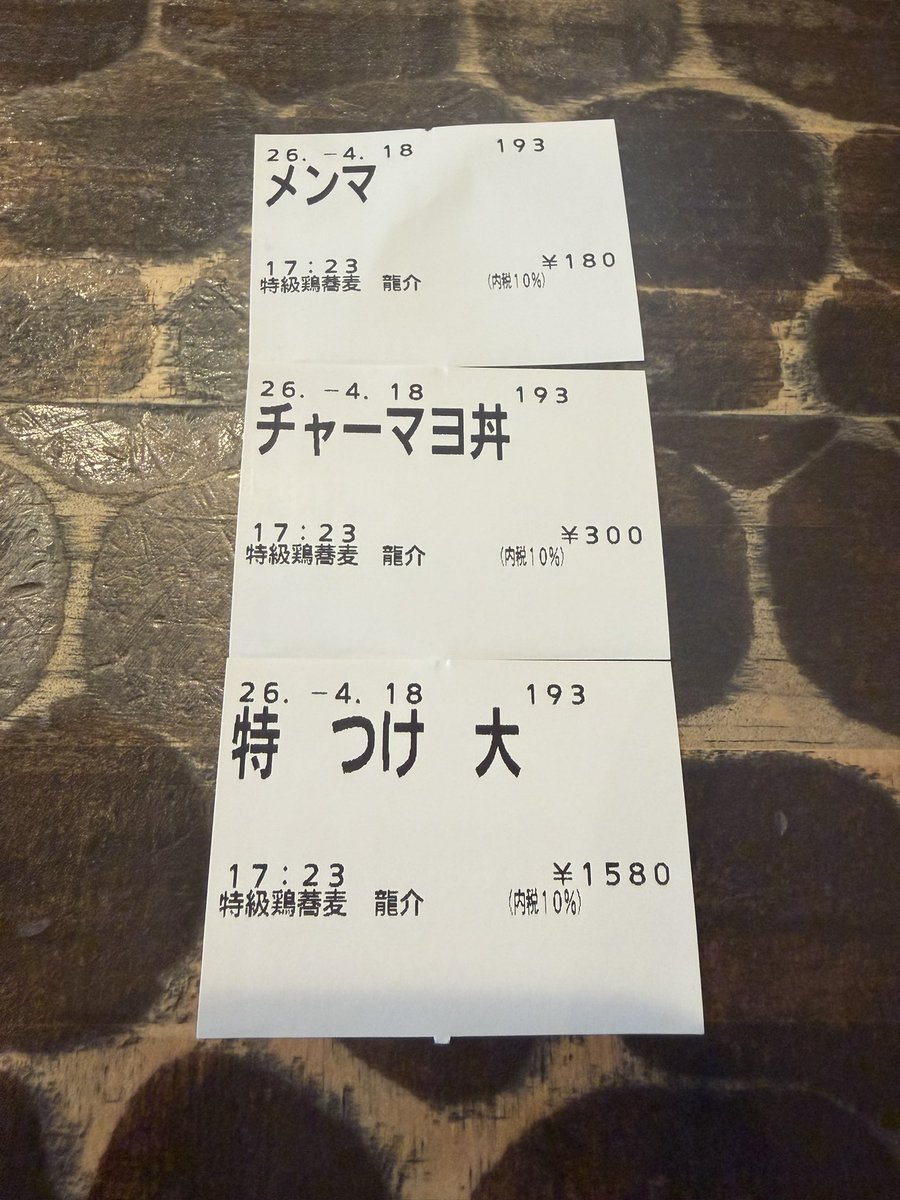 26. -4. 18 193
メンマ
17:23 ¥180
特級鶏蕎麦 龍介 (内税10%)
26. -4. 18 193
チャーマヨ丼
17:23 ¥300
特級鶏蕎麦 龍介 (内税10%)
26. -4. 18 193
特 つけ 大
17:23 ¥1580
特級鶏蕎麦 龍介 (内税10%)